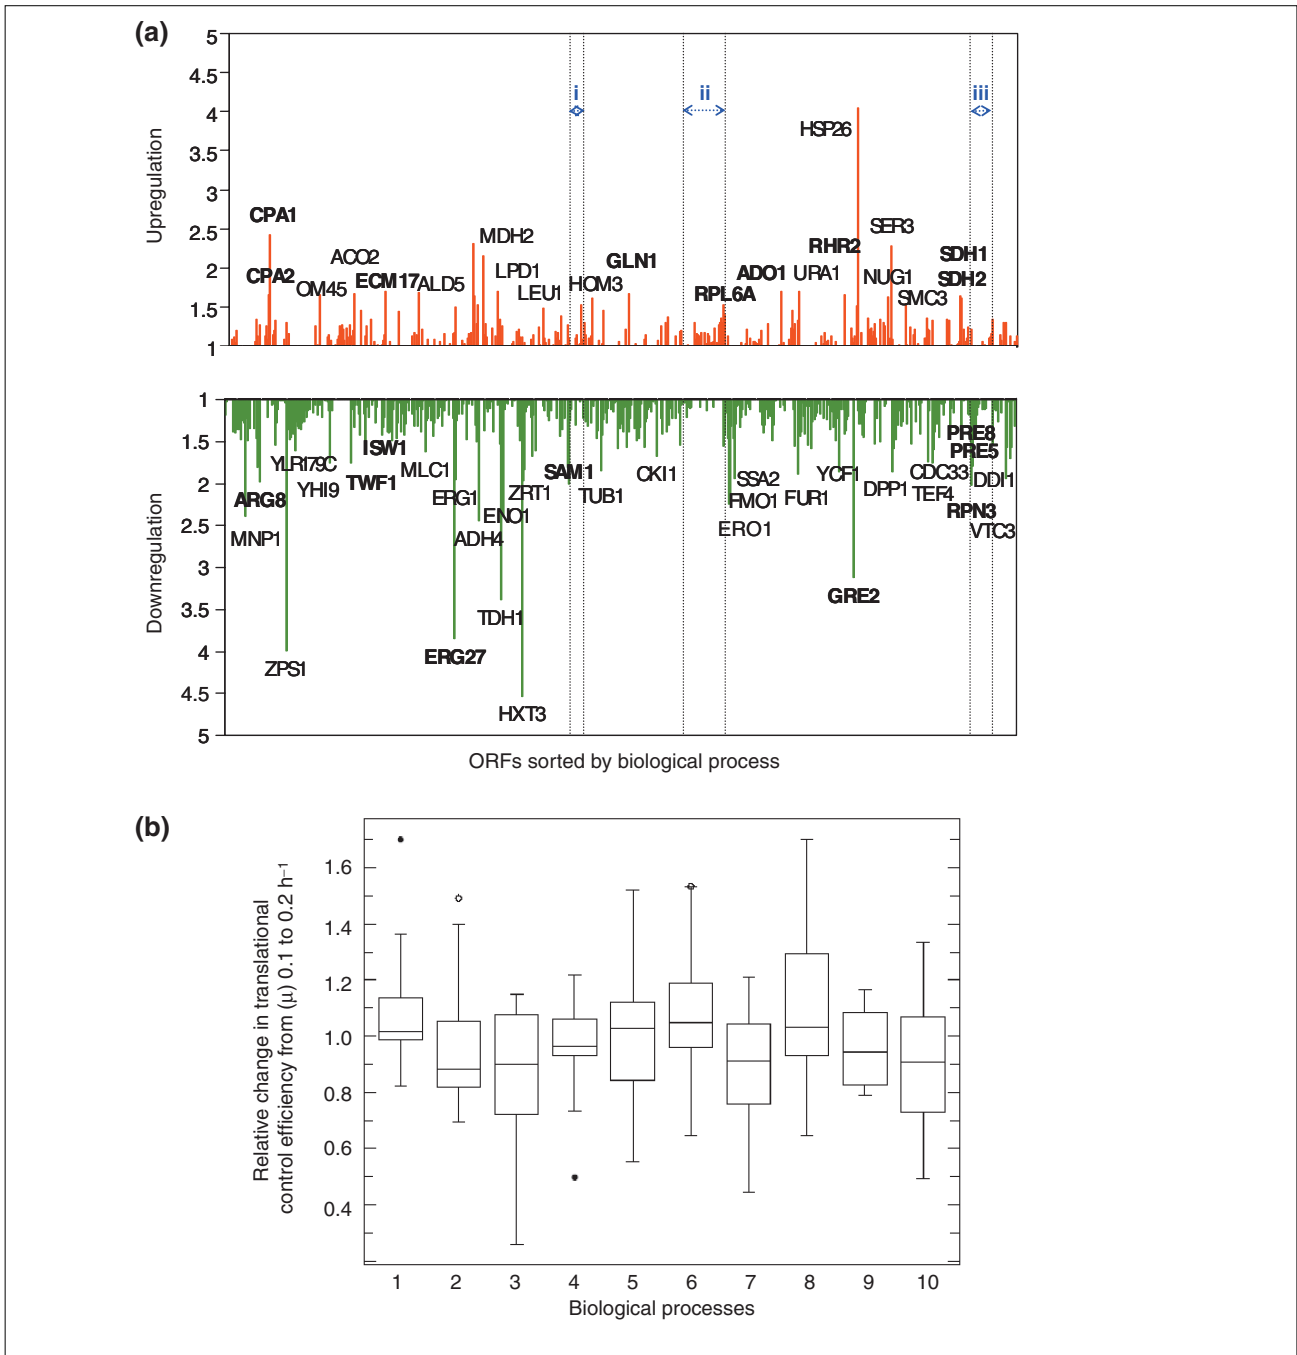 (a)
5
4.5
4
3.5
3
2.5
2
1.5
1
Upregulation
i
ii
iii
HSP26
CPA1
CPA2
OM45
ACO2
ECM17
ALD5
MDH2
LPD1
LEU1
HOM3
GLN1
RPL6A
ADO1
URA1
RHR2
SER3
NUG1
SMC3
SDH1
SDH2
1
1.5
2
2.5
3
3.5
4
4.5
5
Downregulation
YLR179C
YHI9
ARG8
MNP1
ZPS1
ISW1
TWF1
MLC1
ERG1
ADH4
ENO1
ZRT1
TDH1
ERG27
HXT3
SAM1
TUB1
CKI1
SSA2
FMO1
ERO1
FUR1
YCF1
DPP1
GRE2
CDC33
TEF4
PRE8
PRE5
DDI1
RPN3
VTC3
ORFs sorted by biological process
(b)
Relative change in translational
control efficiency from (μ) 0.1 to 0.2 h⁻¹
1.6
1.4
1.2
1.0
0.8
0.6
0.4
1 2 3 4 5 6 7 8 9 10
Biological processes